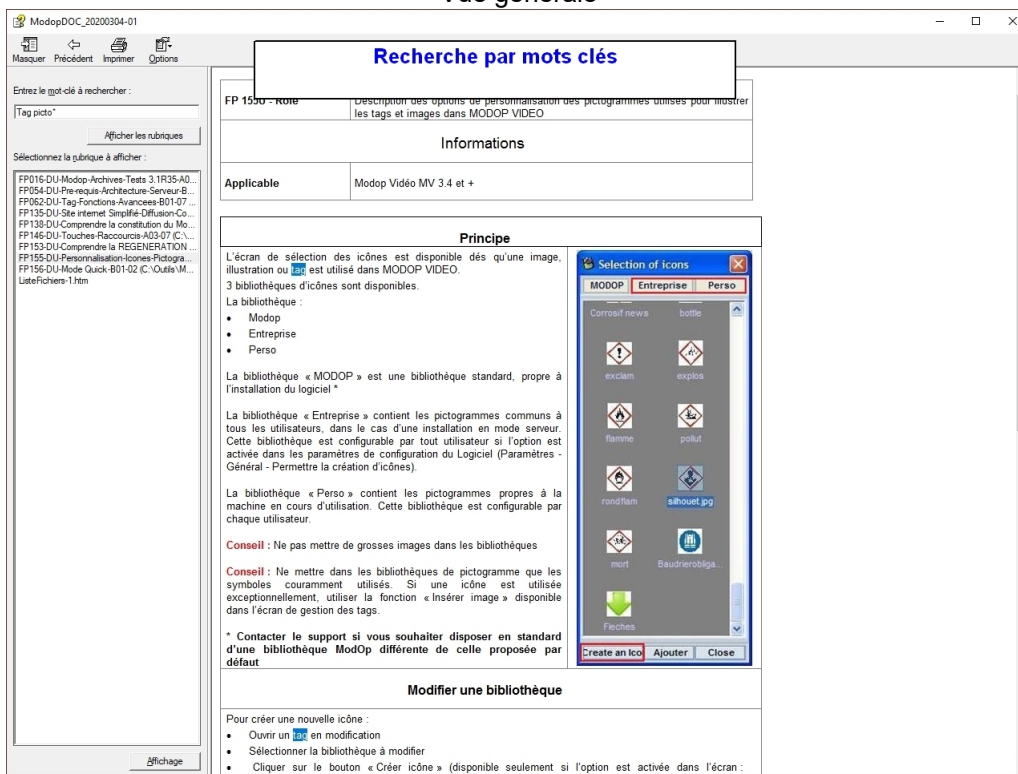 Vue générale
ModopDOC_20200304-01
Masquer Précédent Imprimer Options
Recherche par mots clés
Entrez le mot-clé à rechercher :
Tag picto*
Afficher les rubriques
Sélectionnez la rubrique à afficher :
FP016-DU-Modop-Archives-Tests 3.1R35-A0...
FP054-DU-Pre-requis-Architecture-Serveur-B...
FP062-DU-Tag-Fonctions-Avancees-B01-07 ...
FP135-DU-Site internet Simplifié-Diffusion-Co...
FP138-DU-Comprendre la constitution du Mo...
FP146-DU-Touches-Raccourcis-A03-07 (C:\...
FP153-DU-Comprendre la REGENERATION ...
FP155-DU-Personnalisation-Icones-Pictogra...
FP156-DU-Mode Quick-B01-02 (C:\Outils\M...
ListeFichiers-1.htm
Affichage
FP 155U - Rôle
Description des options de personnalisation des pictogrammes utilisés pour illustrer
les tags et images dans MODOP VIDEO
Informations
Applicable
Modop Vidéo MV 3.4 et +
Principe
L'écran de sélection des icônes est disponible dés qu'une image,
illustration ou tag est utilisé dans MODOP VIDEO.
3 bibliothèques d'icônes sont disponibles.
La bibliothèque :
• Modop
• Entreprise
• Perso
La bibliothèque « MODOP » est une bibliothèque standard, propre à
l'installation du logiciel *
La bibliothèque « Entreprise » contient les pictogrammes communs à
tous les utilisateurs, dans le cas d'une installation en mode serveur.
Cette bibliothèque est configurable par tout utilisateur si l'option est
activée dans les paramètres de configuration du Logiciel (Paramètres -
Général - Permettre la création d'icônes).
La bibliothèque « Perso » contient les pictogrammes propres à la
machine en cours d'utilisation. Cette bibliothèque est configurable par
chaque utilisateur.
Conseil : Ne pas mettre de grosses images dans les bibliothèques
Conseil : Ne mettre dans les bibliothèques de pictogramme que les
symboles couramment utilisés. Si une icône est utilisée
exceptionnellement, utiliser la fonction « Insérer image » disponible
dans l'écran de gestion des tags.
* Contacter le support si vous souhaiter disposer en standard
d'une bibliothèque ModOp différente de celle proposée par
défaut
Selection of icons
MODOP Entreprise Perso
Corrosif news bottle
exclam explos
flamme pollut
rondflam silhouet.jpg
mort Baudrierobliga...
Fleches
Create an Ico Ajouter Close
Modifier une bibliothèque
Pour créer une nouvelle icône :
• Ouvrir un tag en modification
• Sélectionner la bibliothèque à modifier
• Cliquer sur le bouton « Créer icône » (disponible seulement si l'option est activée dans l'écran :